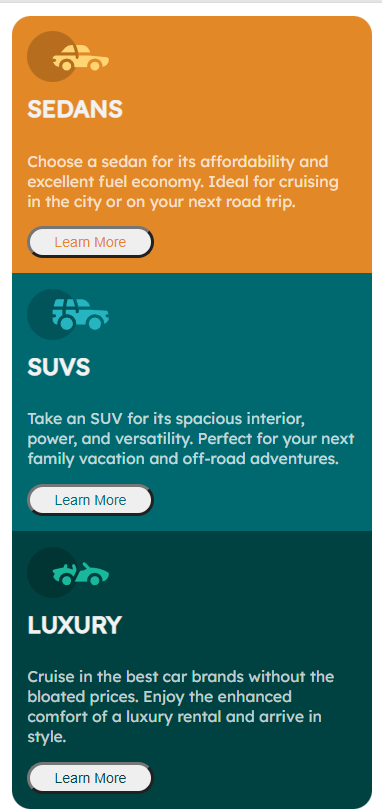 SEDANS
Choose a sedan for its affordability and
excellent fuel economy. Ideal for cruising
in the city or on your next road trip.
Learn More
SUVS
Take an SUV for its spacious interior,
power, and versatility. Perfect for your next
family vacation and off-road adventures.
Learn More
LUXURY
Cruise in the best car brands without the
bloated prices. Enjoy the enhanced
comfort of a luxury rental and arrive in
style.
Learn More